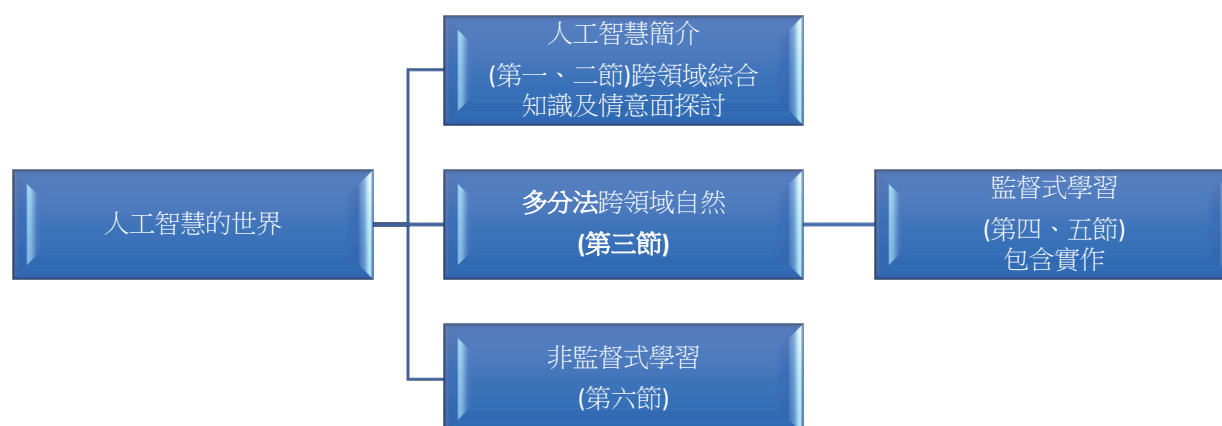 人工智慧簡介
(第一、二節)跨領域綜合
知識及情意面探討
人工智慧的世界
多分法跨領域自然
(第三節)
監督式學習
(第四、五節)
包含實作
非監督式學習
(第六節)